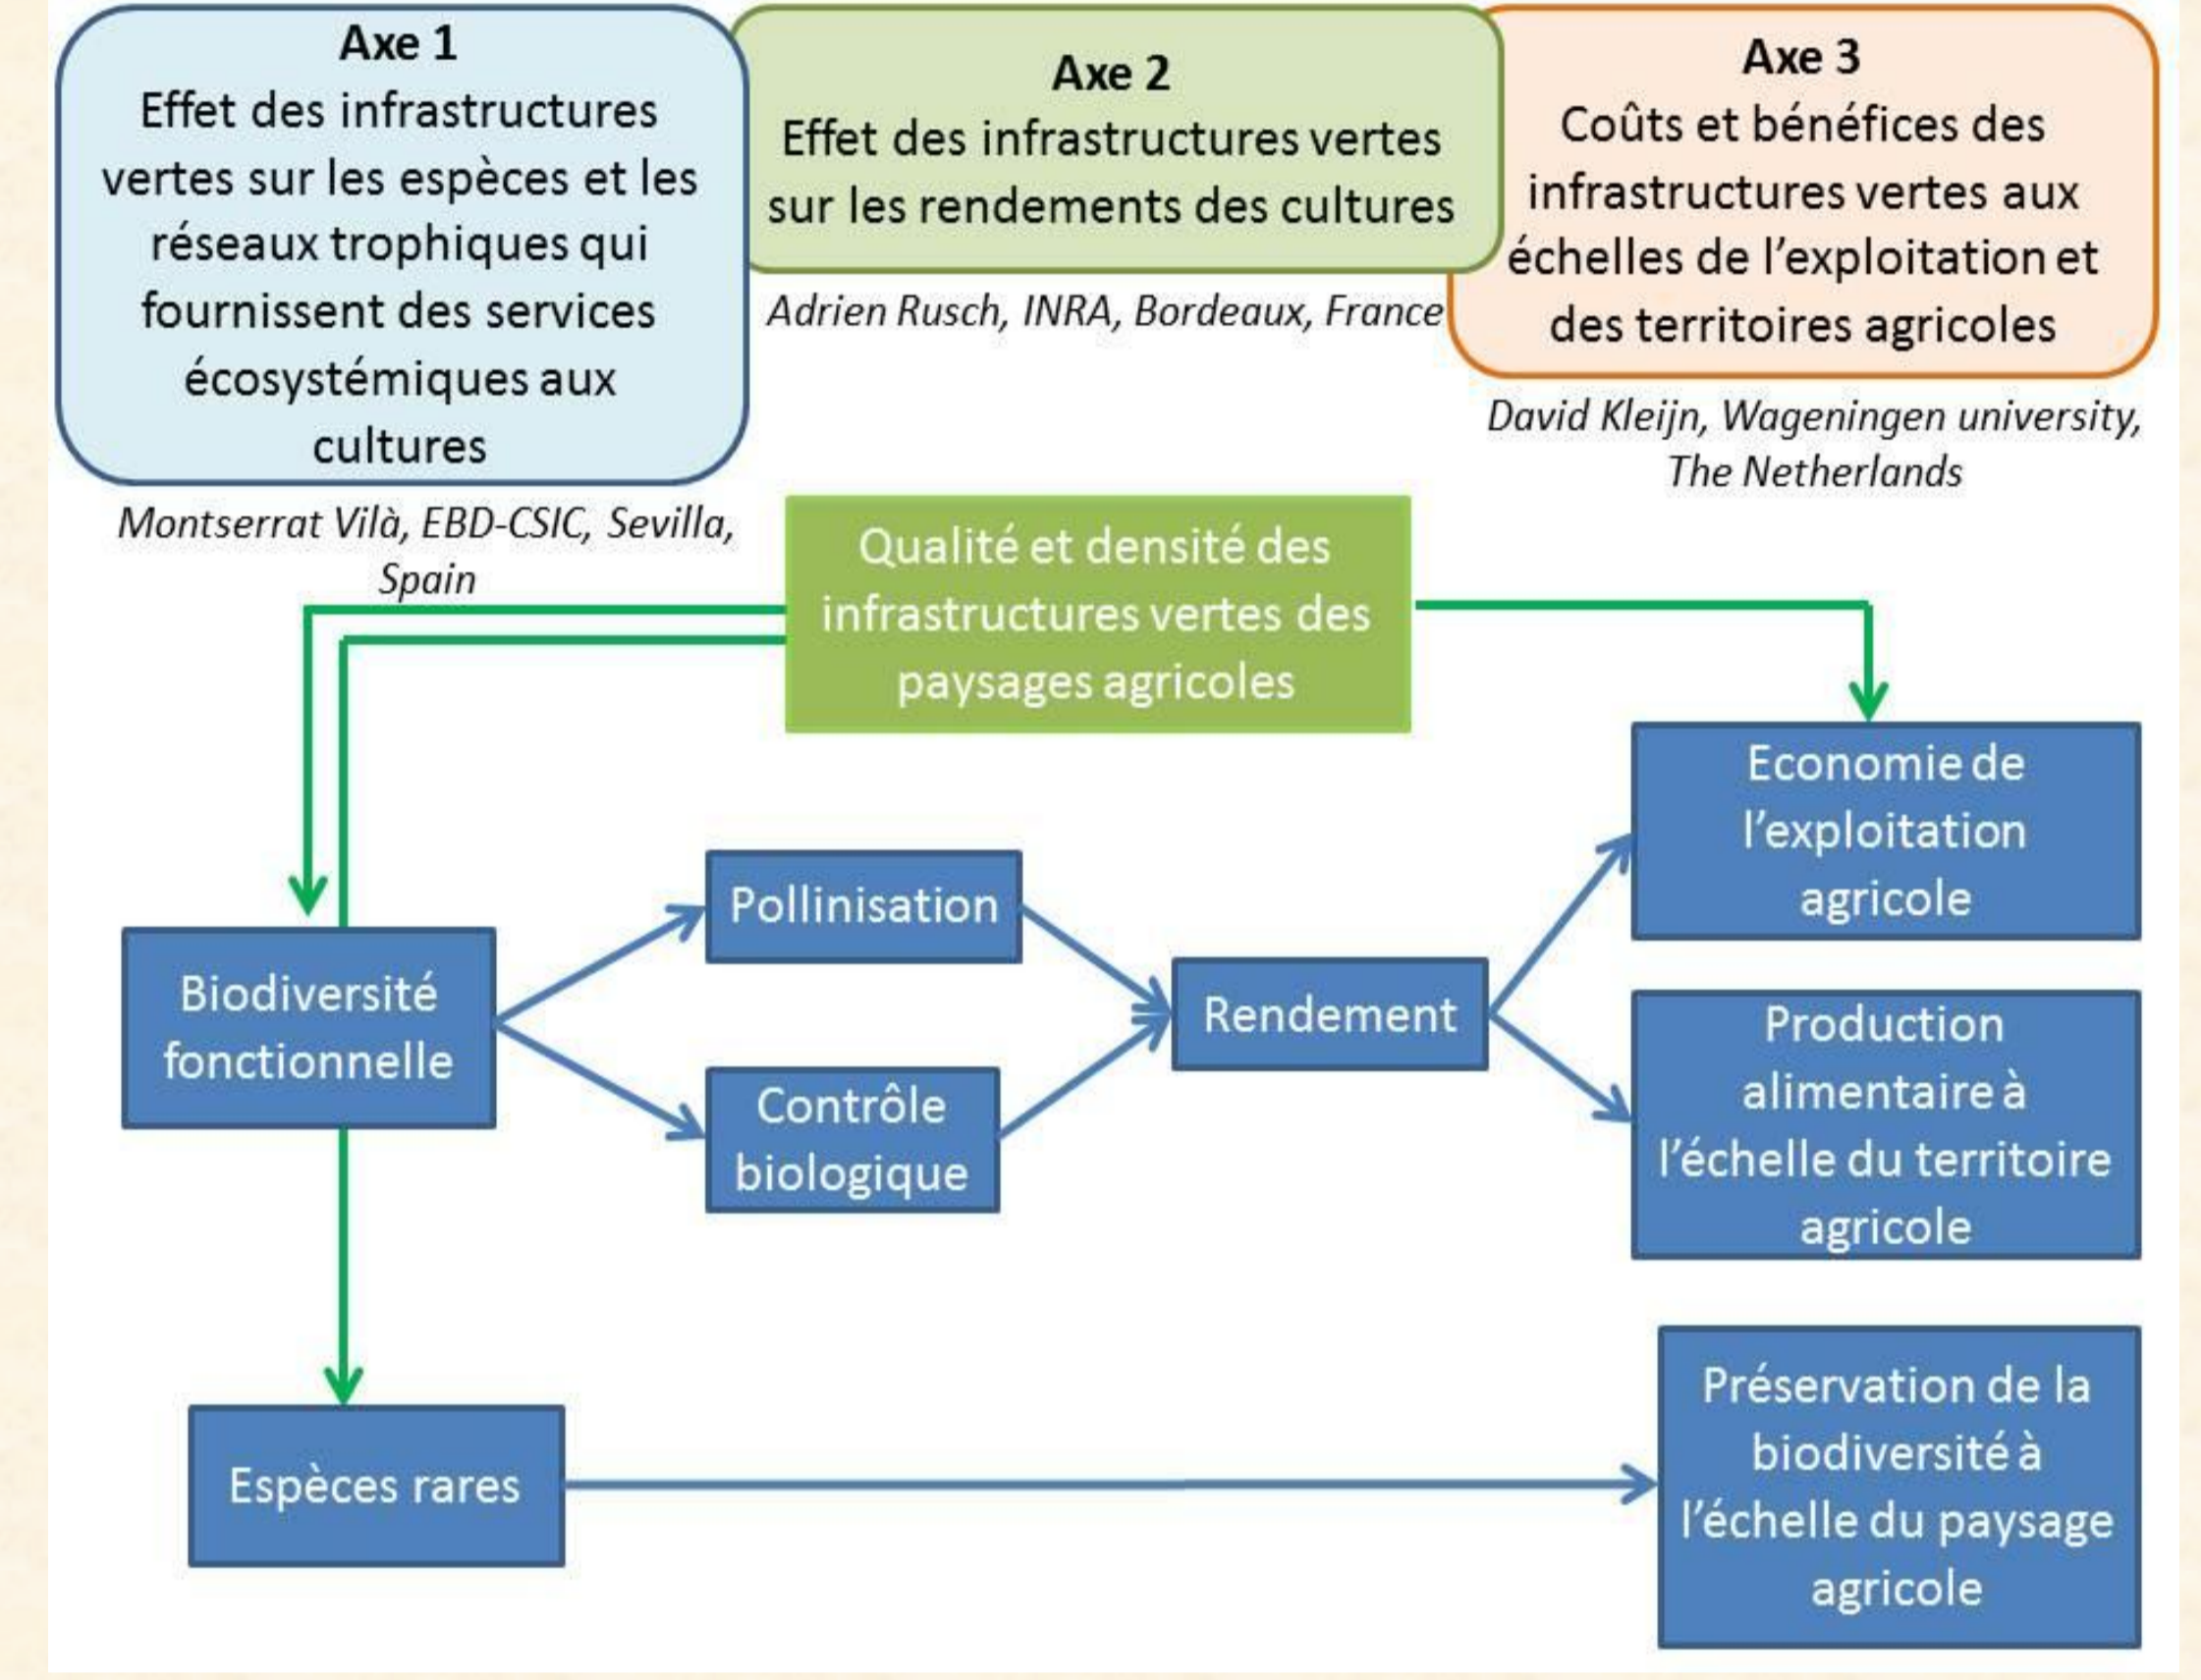 Axe 1
Effet des infrastructures
vertes sur les espèces et les
réseaux trophiques qui
fournissent des services
écosystémiques aux
cultures
Montserrat Vilà, EBD-CSIC, Sevilla,
Spain
Axe 2
Effet des infrastructures vertes
sur les rendements des cultures
Adrien Rusch, INRA, Bordeaux, France
Axe 3
Coûts et bénéfices des
infrastructures vertes aux
échelles de l'exploitation et
des territoires agricoles
David Kleijn, Wageningen university,
The Netherlands
Qualité et densité des
infrastructures vertes des
paysages agricoles
Biodiversité
fonctionnelle
Pollinisation
Contrôle
biologique
Rendement
Economie de
l'exploitation
agricole
Production
alimentaire à
l'échelle du territoire
agricole
Espèces rares
Préservation de la
biodiversité à
l'échelle du paysage
agricole